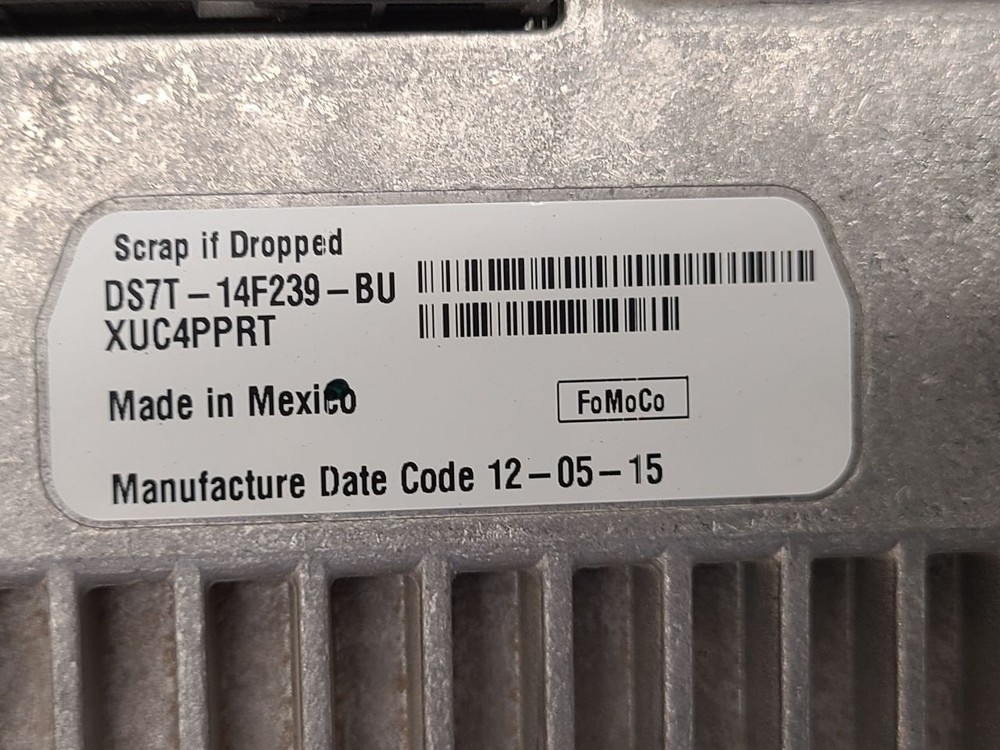 Scrap if Dropped
DS7T-14F239-BU
XUC4PPRT
Made in Mexico
FoMoCo
Manufacture Date Code 12-05-15